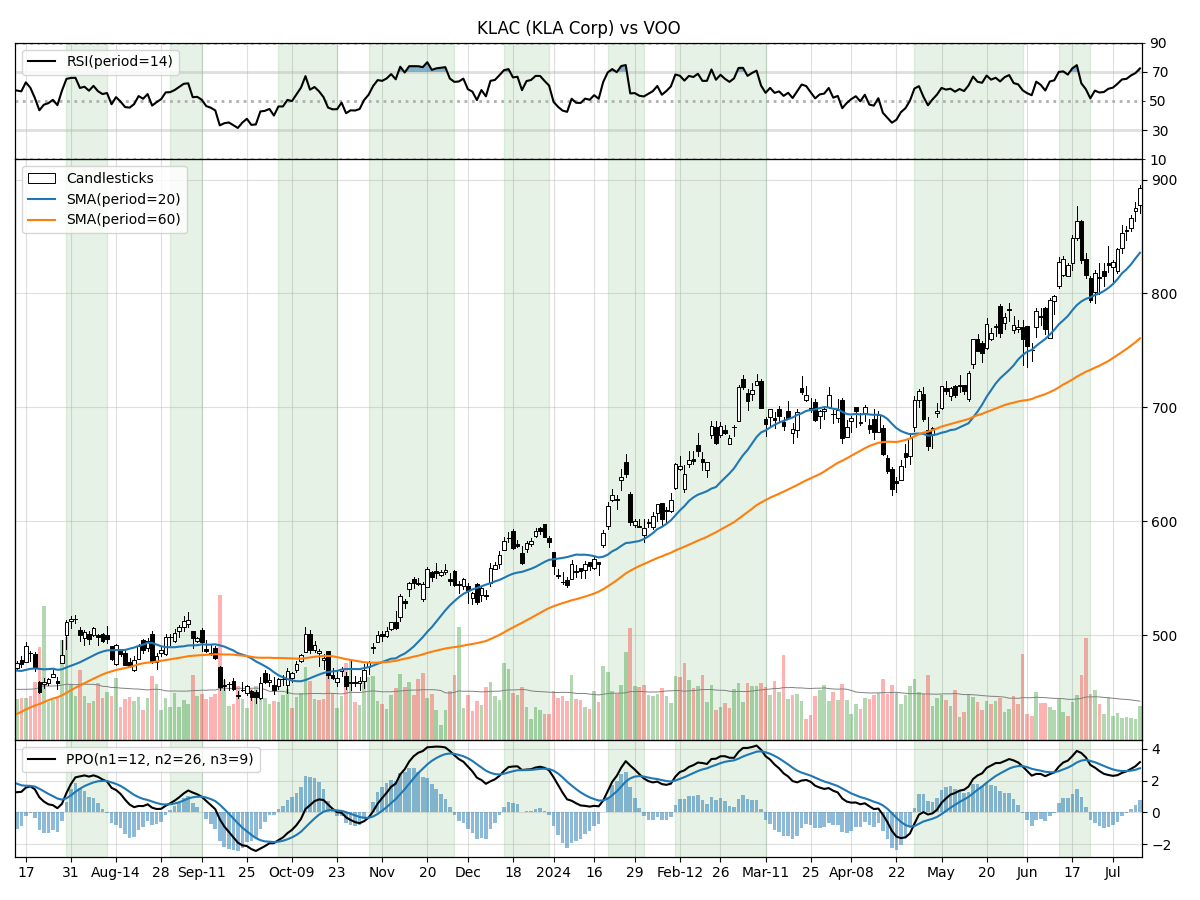 KLAC (KLA Corp) vs VOO
RSI(period=14)
90
70
50
30
10
Candlesticks
SMA(period=20)
SMA(period=60)
900
800
700
600
500
PPO(n1=12, n2=26, n3=9)
4
2
0
−2
17 31 Aug-14 28 Sep-11 25 Oct-09 23 Nov 20 Dec 18 2024 16 29 Feb-12 26 Mar-11 25 Apr-08 22 May 20 Jun 17 Jul